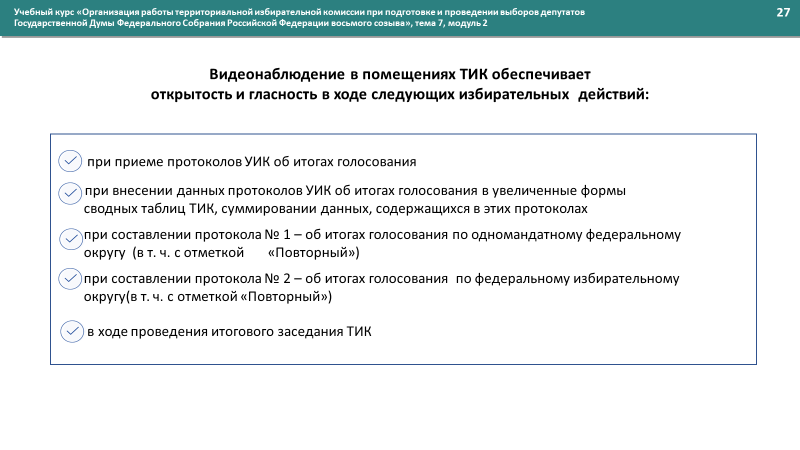 Учебный курс «Организация работы территориальной избирательной комиссии при подготовке и проведении выборов депутатов
Государственной Думы Федерального Собрания Российской Федерации восьмого созыва», тема 7, модуль 2
27
Видеонаблюдение в помещениях ТИК обеспечивает
открытость и гласность в ходе следующих избирательных действий:
при приеме протоколов УИК об итогах голосования
при внесении данных протоколов УИК об итогах голосования в увеличенные формы
сводных таблиц ТИК, суммировании данных, содержащихся в этих протоколах
при составлении протокола № 1 – об итогах голосования по одномандатному федеральному
округу (в т. ч. с отметкой «Повторный»)
при составлении протокола № 2 – об итогах голосования по федеральному избирательному
округу(в т. ч. с отметкой «Повторный»)
в ходе проведения итогового заседания ТИК